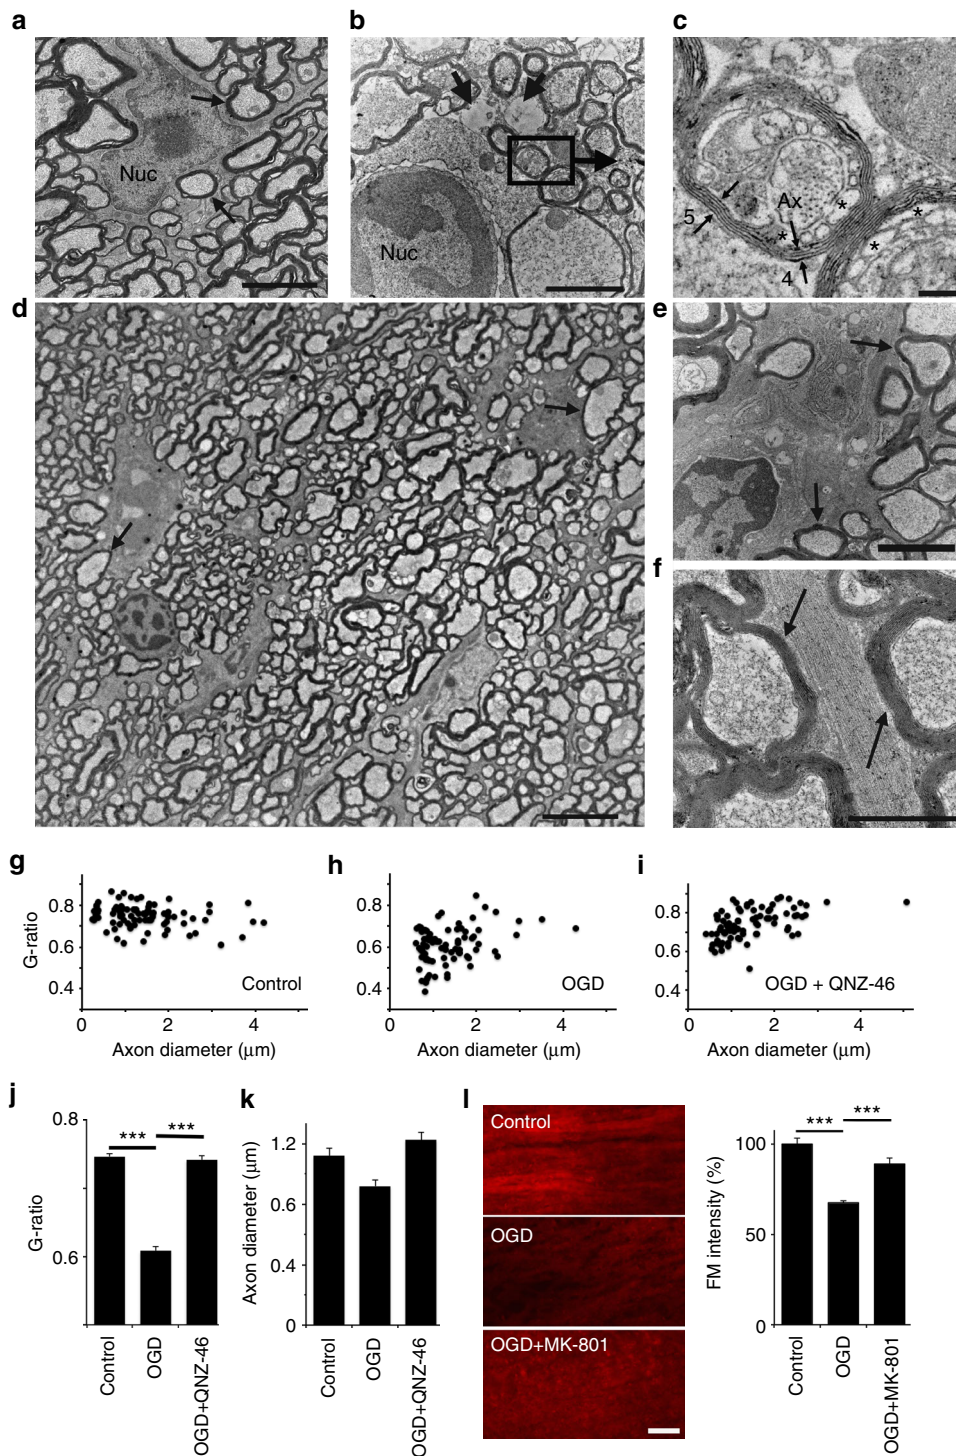 a
b
c
Nuc
Nuc
Ax
*
*
*
5
4
d
e
f
g
h
i
G-ratio
0.8
0.6
0.4
Control
0
2
4
Axon diameter (μm)
0.8
0.6
0.4
OGD
0
2
4
Axon diameter (μm)
0.8
0.6
0.4
OGD + QNZ-46
0
2
4
Axon diameter (μm)
j
k
l
G-ratio
0.8
0.6
***
***
Control
OGD
OGD+QNZ-46
Axon diameter (μm)
1.2
0.6
0.4
0
Control
OGD
OGD+QNZ-46
Control
OGD
OGD+MK-801
FM intensity (%)
100
50
0
***
***
Control
OGD
OGD+MK-801